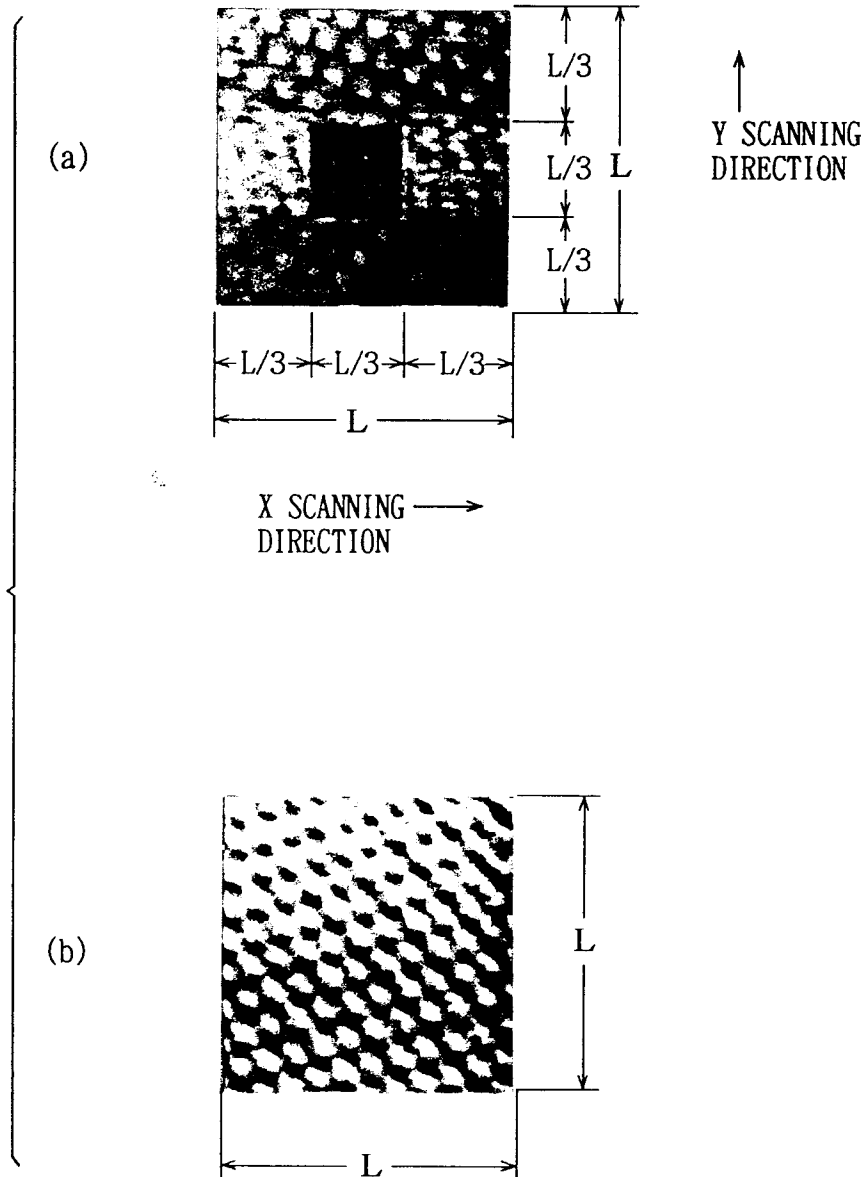 (a)
L/3
L/3
L/3
L
Y SCANNING
DIRECTION
L/3
L/3
L/3
L
X SCANNING
DIRECTION
(b)
L
L